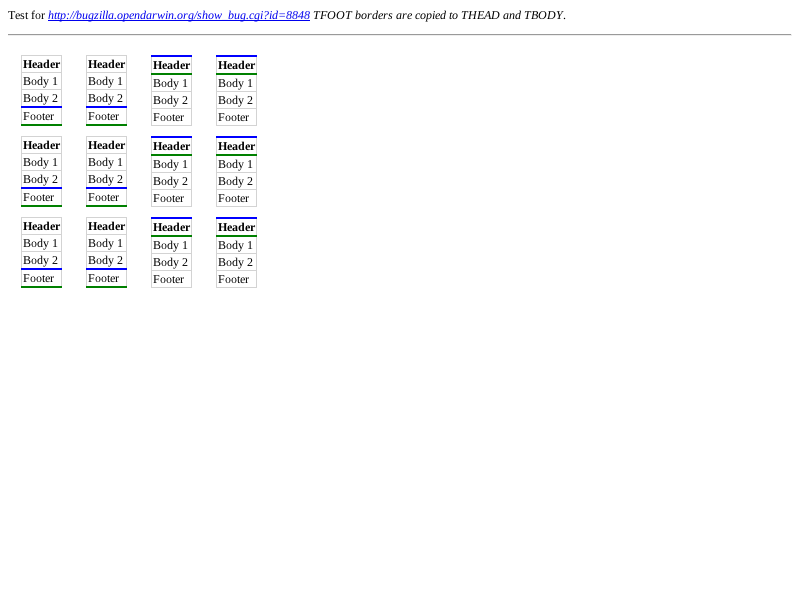 Test for http://bugzilla.opendarwin.org/show_bug.cgi?id=8848 TFOOT borders are copied to THEAD and TBODY.
Header Header Header Header
Body 1 Body 1 Body 1 Body 1
Body 2 Body 2 Body 2 Body 2
Footer Footer Footer Footer
Header Header Header Header
Body 1 Body 1 Body 1 Body 1
Body 2 Body 2 Body 2 Body 2
Footer Footer Footer Footer
Header Header Header Header
Body 1 Body 1 Body 1 Body 1
Body 2 Body 2 Body 2 Body 2
Footer Footer Footer Footer